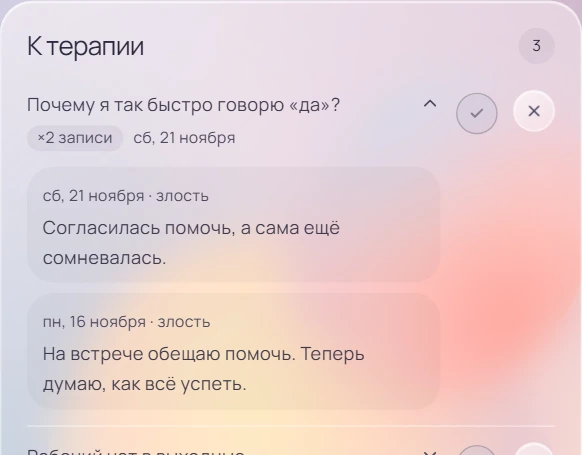 К терапии
3
Почему я так быстро говорю «да»?
×2 записи сб, 21 ноября
сб, 21 ноября · злость
Согласилась помочь, а сама ещё
сомневалась.
пн, 16 ноября · злость
На встрече обещаю помочь. Теперь
думаю, как всё успеть.